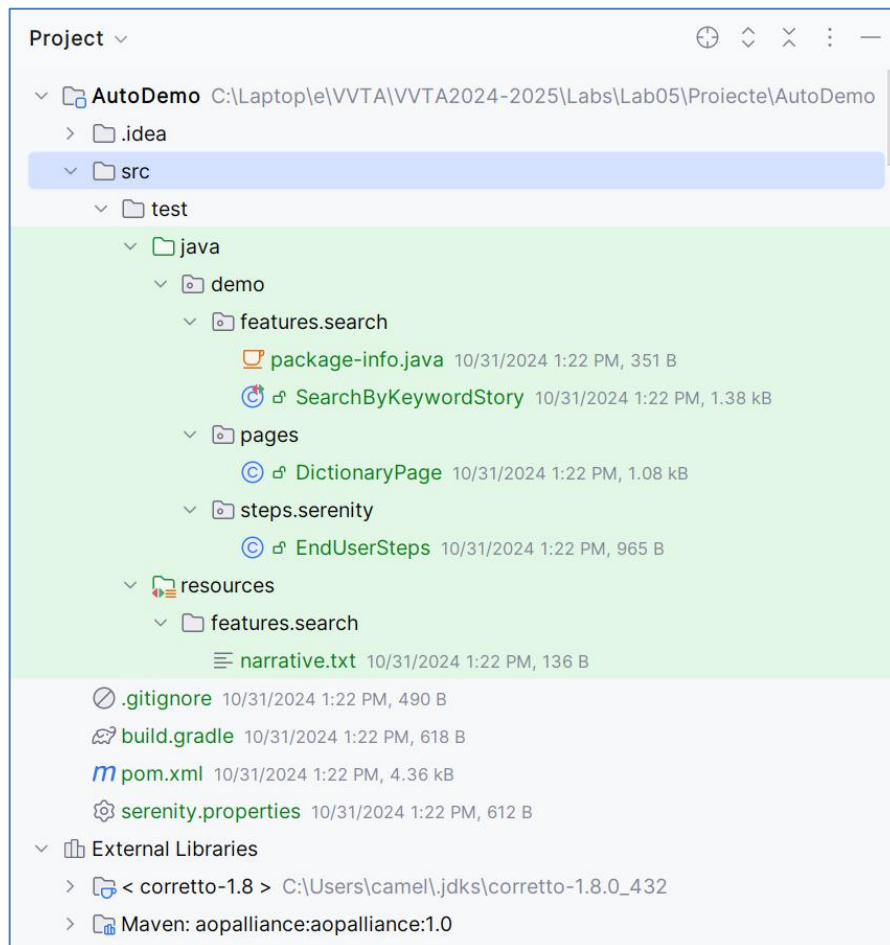 Project
AutoDemo C:\Laptop\e\VVTA\VVTA2024-2025\Labs\Lab05\Proiecte\AutoDemo
.idea
src
test
java
demo
features.search
package-info.java 10/31/2024 1:22 PM, 351 B
SearchByKeywordStory 10/31/2024 1:22 PM, 1.38 kB
pages
DictionaryPage 10/31/2024 1:22 PM, 1.08 kB
steps.serenity
EndUserSteps 10/31/2024 1:22 PM, 965 B
resources
features.search
narrative.txt 10/31/2024 1:22 PM, 136 B
.gitignore 10/31/2024 1:22 PM, 490 B
build.gradle 10/31/2024 1:22 PM, 618 B
pom.xml 10/31/2024 1:22 PM, 4.36 kB
serenity.properties 10/31/2024 1:22 PM, 612 B
External Libraries
< corretto-1.8 > C:\Users\camel\.jdks\corretto-1.8.0_432
Maven: aopalliance:aopalliance:1.0